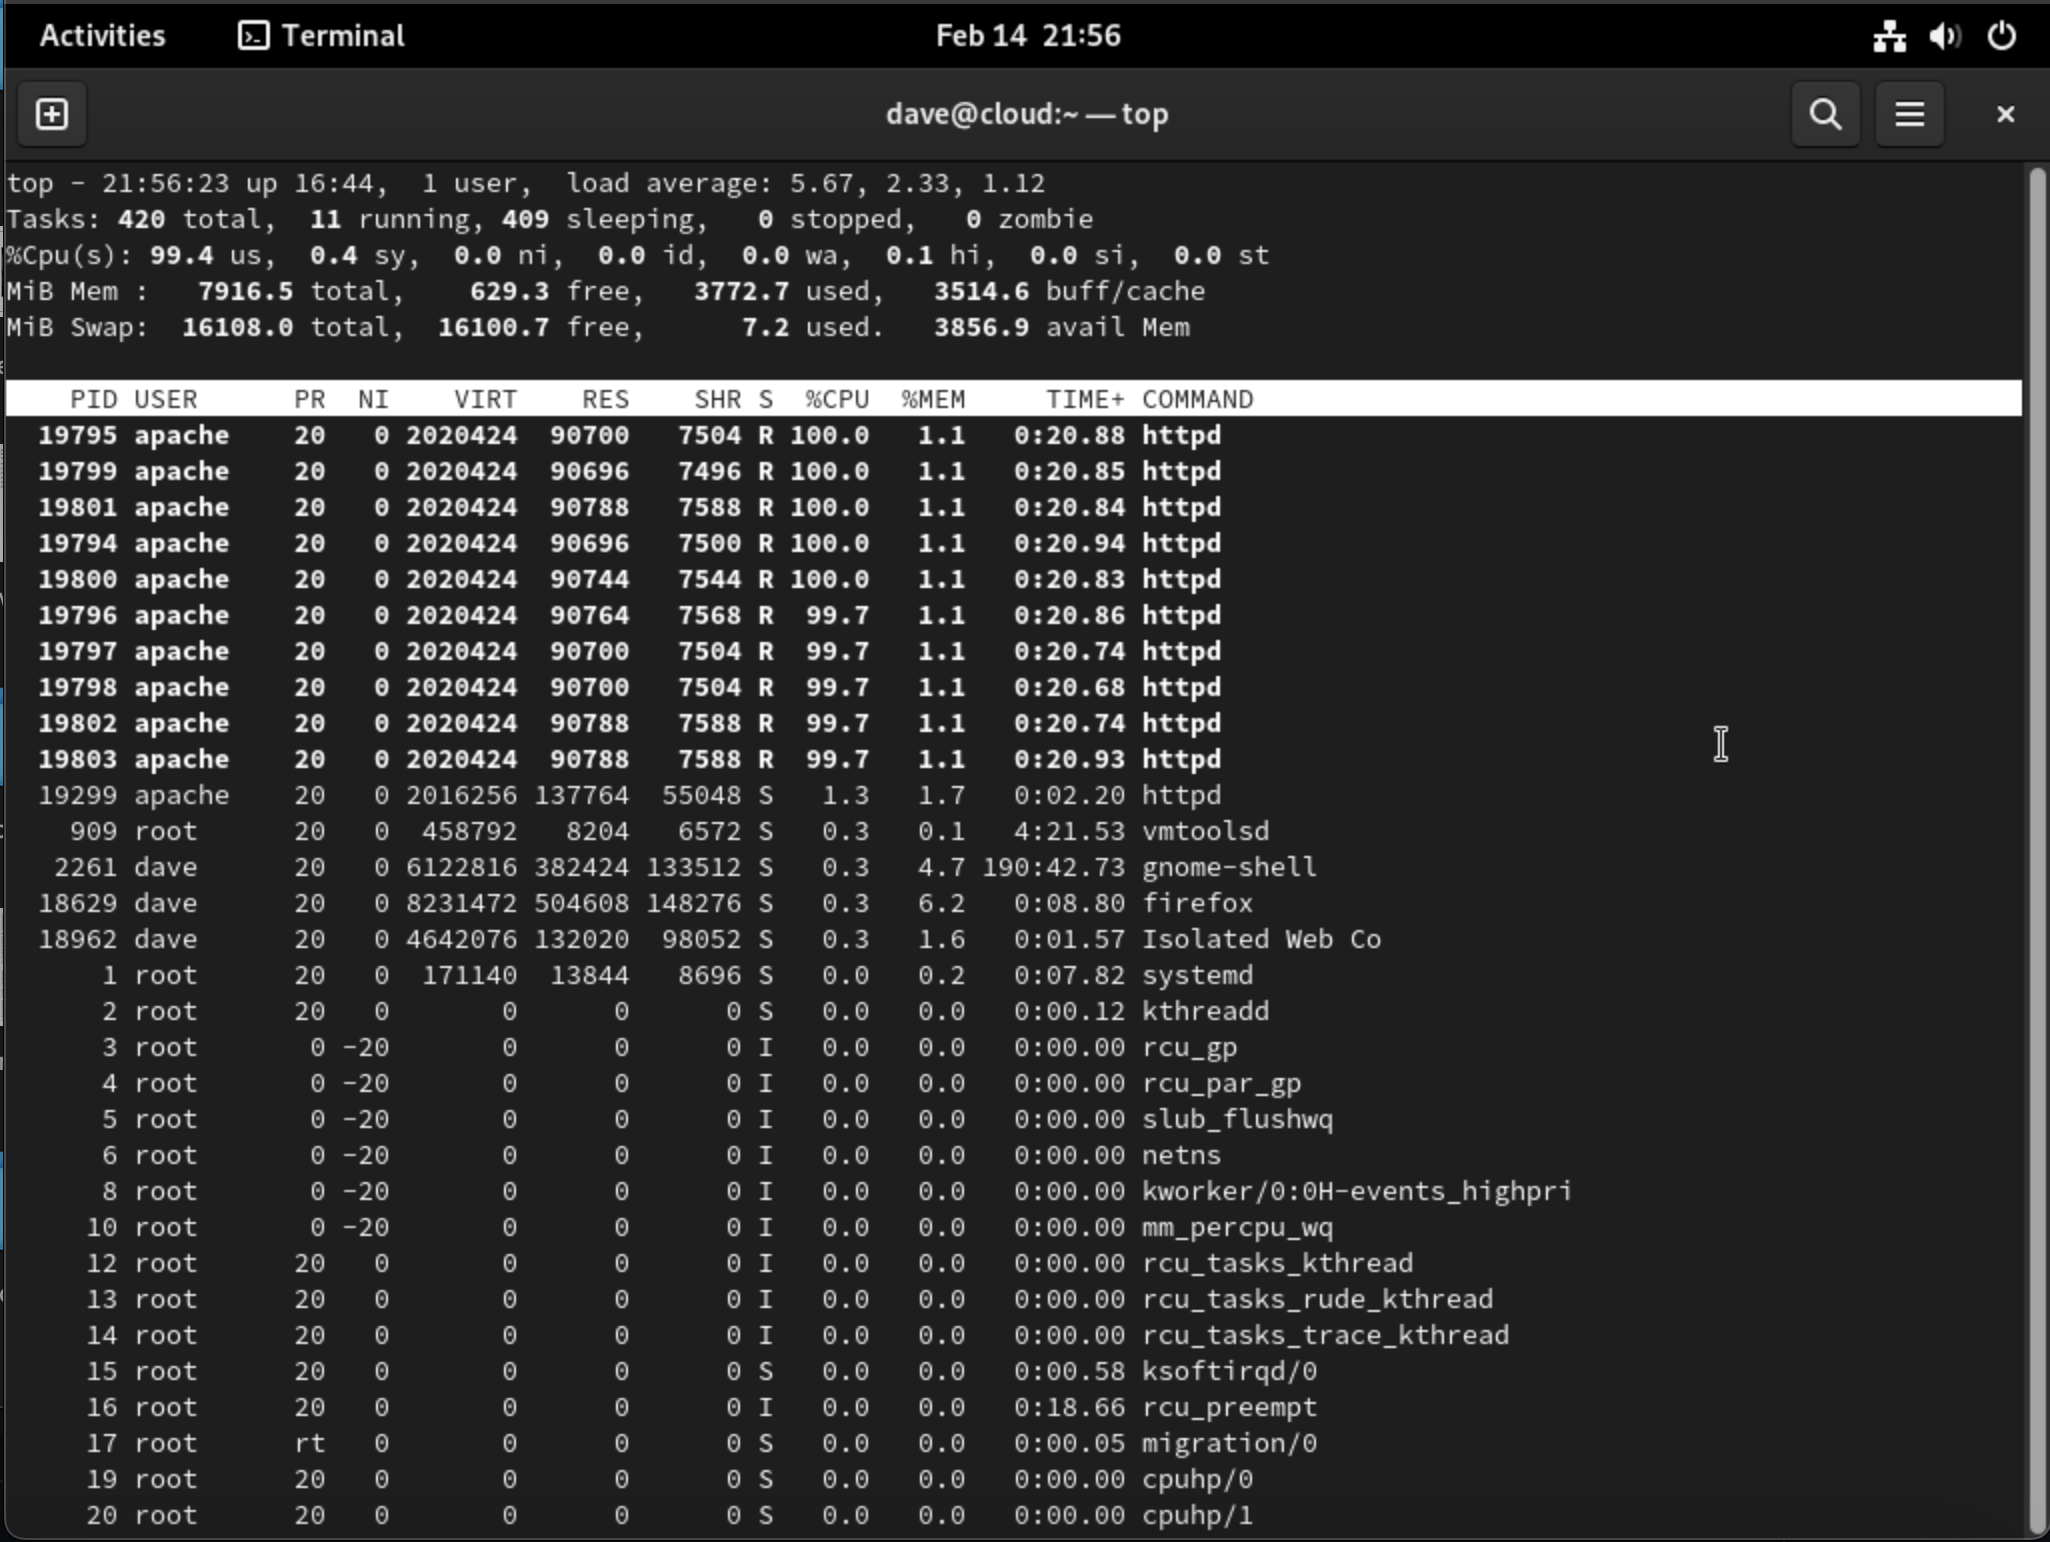 Activities Terminal Feb 14 21:56
dave@cloud:~ — top
top - 21:56:23 up 16:44, 1 user, load average: 5.67, 2.33, 1.12
Tasks: 420 total, 11 running, 409 sleeping, 0 stopped, 0 zombie
%Cpu(s): 99.4 us, 0.4 sy, 0.0 ni, 0.0 id, 0.0 wa, 0.1 hi, 0.0 si, 0.0 st
MiB Mem : 7916.5 total, 629.3 free, 3772.7 used, 3514.6 buff/cache
MiB Swap: 16108.0 total, 16100.7 free, 7.2 used. 3856.9 avail Mem
PID USER PR NI VIRT RES SHR S %CPU %MEM TIME+ COMMAND
19795 apache 20 0 2020424 90700 7504 R 100.0 1.1 0:20.88 httpd
19799 apache 20 0 2020424 90696 7496 R 100.0 1.1 0:20.85 httpd
19801 apache 20 0 2020424 90788 7588 R 100.0 1.1 0:20.84 httpd
19794 apache 20 0 2020424 90696 7500 R 100.0 1.1 0:20.94 httpd
19800 apache 20 0 2020424 90744 7544 R 100.0 1.1 0:20.83 httpd
19796 apache 20 0 2020424 90764 7568 R 99.7 1.1 0:20.86 httpd
19797 apache 20 0 2020424 90700 7504 R 99.7 1.1 0:20.74 httpd
19798 apache 20 0 2020424 90700 7504 R 99.7 1.1 0:20.68 httpd
19802 apache 20 0 2020424 90788 7588 R 99.7 1.1 0:20.74 httpd
19803 apache 20 0 2020424 90788 7588 R 99.7 1.1 0:20.93 httpd
19299 apache 20 0 2016256 137764 55048 S 1.3 1.7 0:02.20 httpd
909 root 20 0 458792 8204 6572 S 0.3 0.1 4:21.53 vmtoolsd
2261 dave 20 0 6122816 382424 133512 S 0.3 4.7 190:42.73 gnome-shell
18629 dave 20 0 8231472 504608 148276 S 0.3 6.2 0:08.80 firefox
18962 dave 20 0 4642076 132020 98052 S 0.3 1.6 0:01.57 Isolated Web Co
1 root 20 0 171140 13844 8696 S 0.0 0.2 0:07.82 systemd
2 root 20 0 0 0 0 S 0.0 0.0 0:00.12 kthreadd
3 root 0 -20 0 0 0 I 0.0 0.0 0:00.00 rcu_gp
4 root 0 -20 0 0 0 I 0.0 0.0 0:00.00 rcu_par_gp
5 root 0 -20 0 0 0 I 0.0 0.0 0:00.00 slub_flushwq
6 root 0 -20 0 0 0 I 0.0 0.0 0:00.00 netns
8 root 0 -20 0 0 0 I 0.0 0.0 0:00.00 kworker/0:0H-events_highpri
10 root 0 -20 0 0 0 I 0.0 0.0 0:00.00 mm_percpu_wq
12 root 20 0 0 0 0 I 0.0 0.0 0:00.00 rcu_tasks_kthread
13 root 20 0 0 0 0 I 0.0 0.0 0:00.00 rcu_tasks_rude_kthread
14 root 20 0 0 0 0 I 0.0 0.0 0:00.00 rcu_tasks_trace_kthread
15 root 20 0 0 0 0 S 0.0 0.0 0:00.58 ksoftirqd/0
16 root 20 0 0 0 0 I 0.0 0.0 0:18.66 rcu_preempt
17 root rt 0 0 0 0 S 0.0 0.0 0:00.05 migration/0
19 root 20 0 0 0 0 S 0.0 0.0 0:00.00 cpuhp/0
20 root 20 0 0 0 0 S 0.0 0.0 0:00.00 cpuhp/1